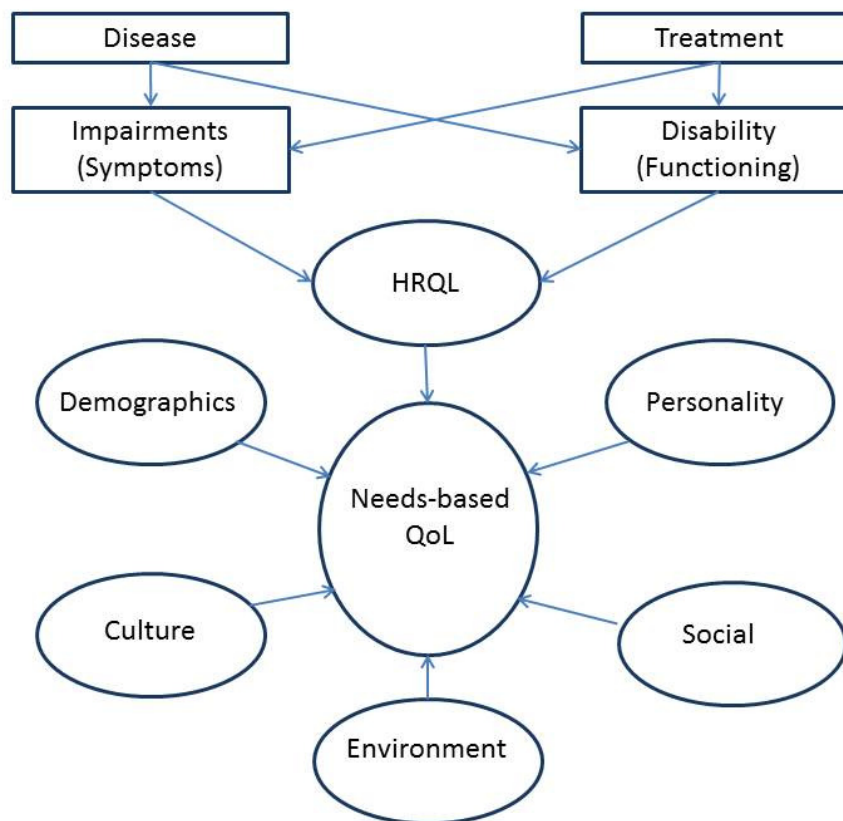 Disease
Treatment
Impairments
(Symptoms)
Disability
(Functioning)
HRQL
Demographics
Personality
Needs-based
QoL
Culture
Social
Environment